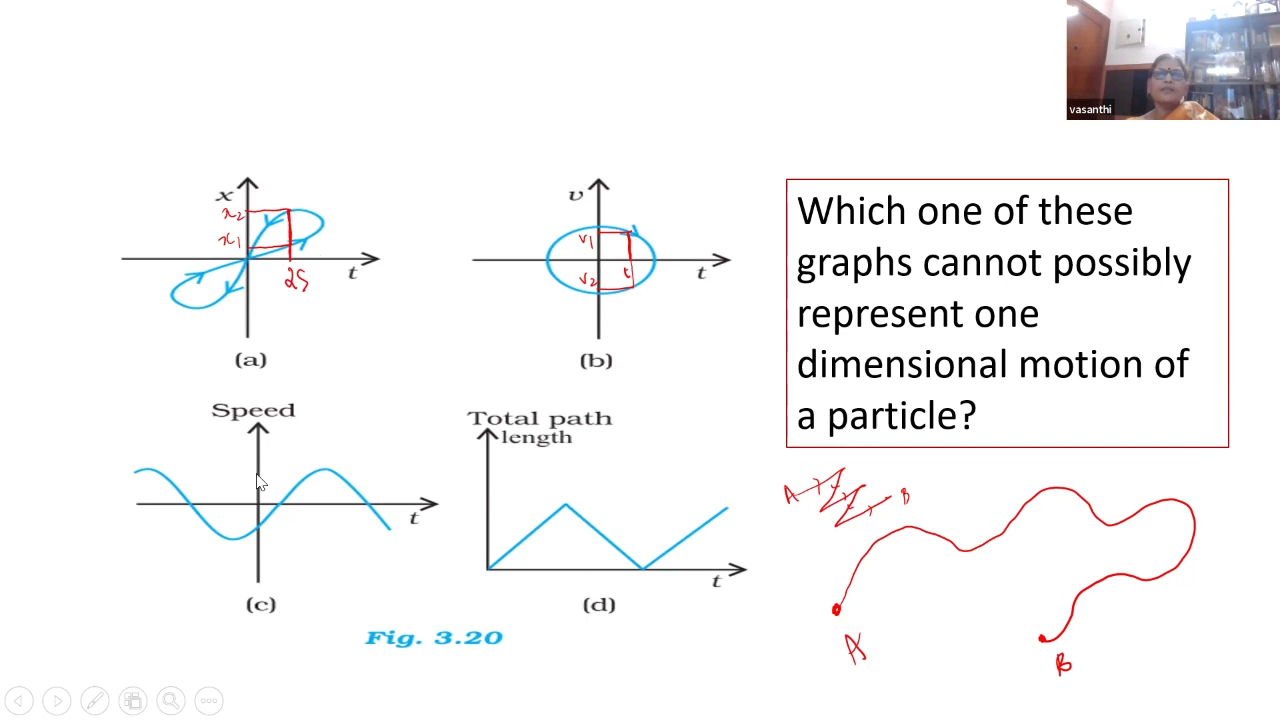 vasanthi
x
x₂
x₁
t
2s
(a)
v
v₁
v₂
t
t
(b)
Which one of these
graphs cannot possibly
represent one
dimensional motion of
a particle?
Speed
t
(c)
Total path
length
t
(d)
Fig. 3.20
A
B
A
B